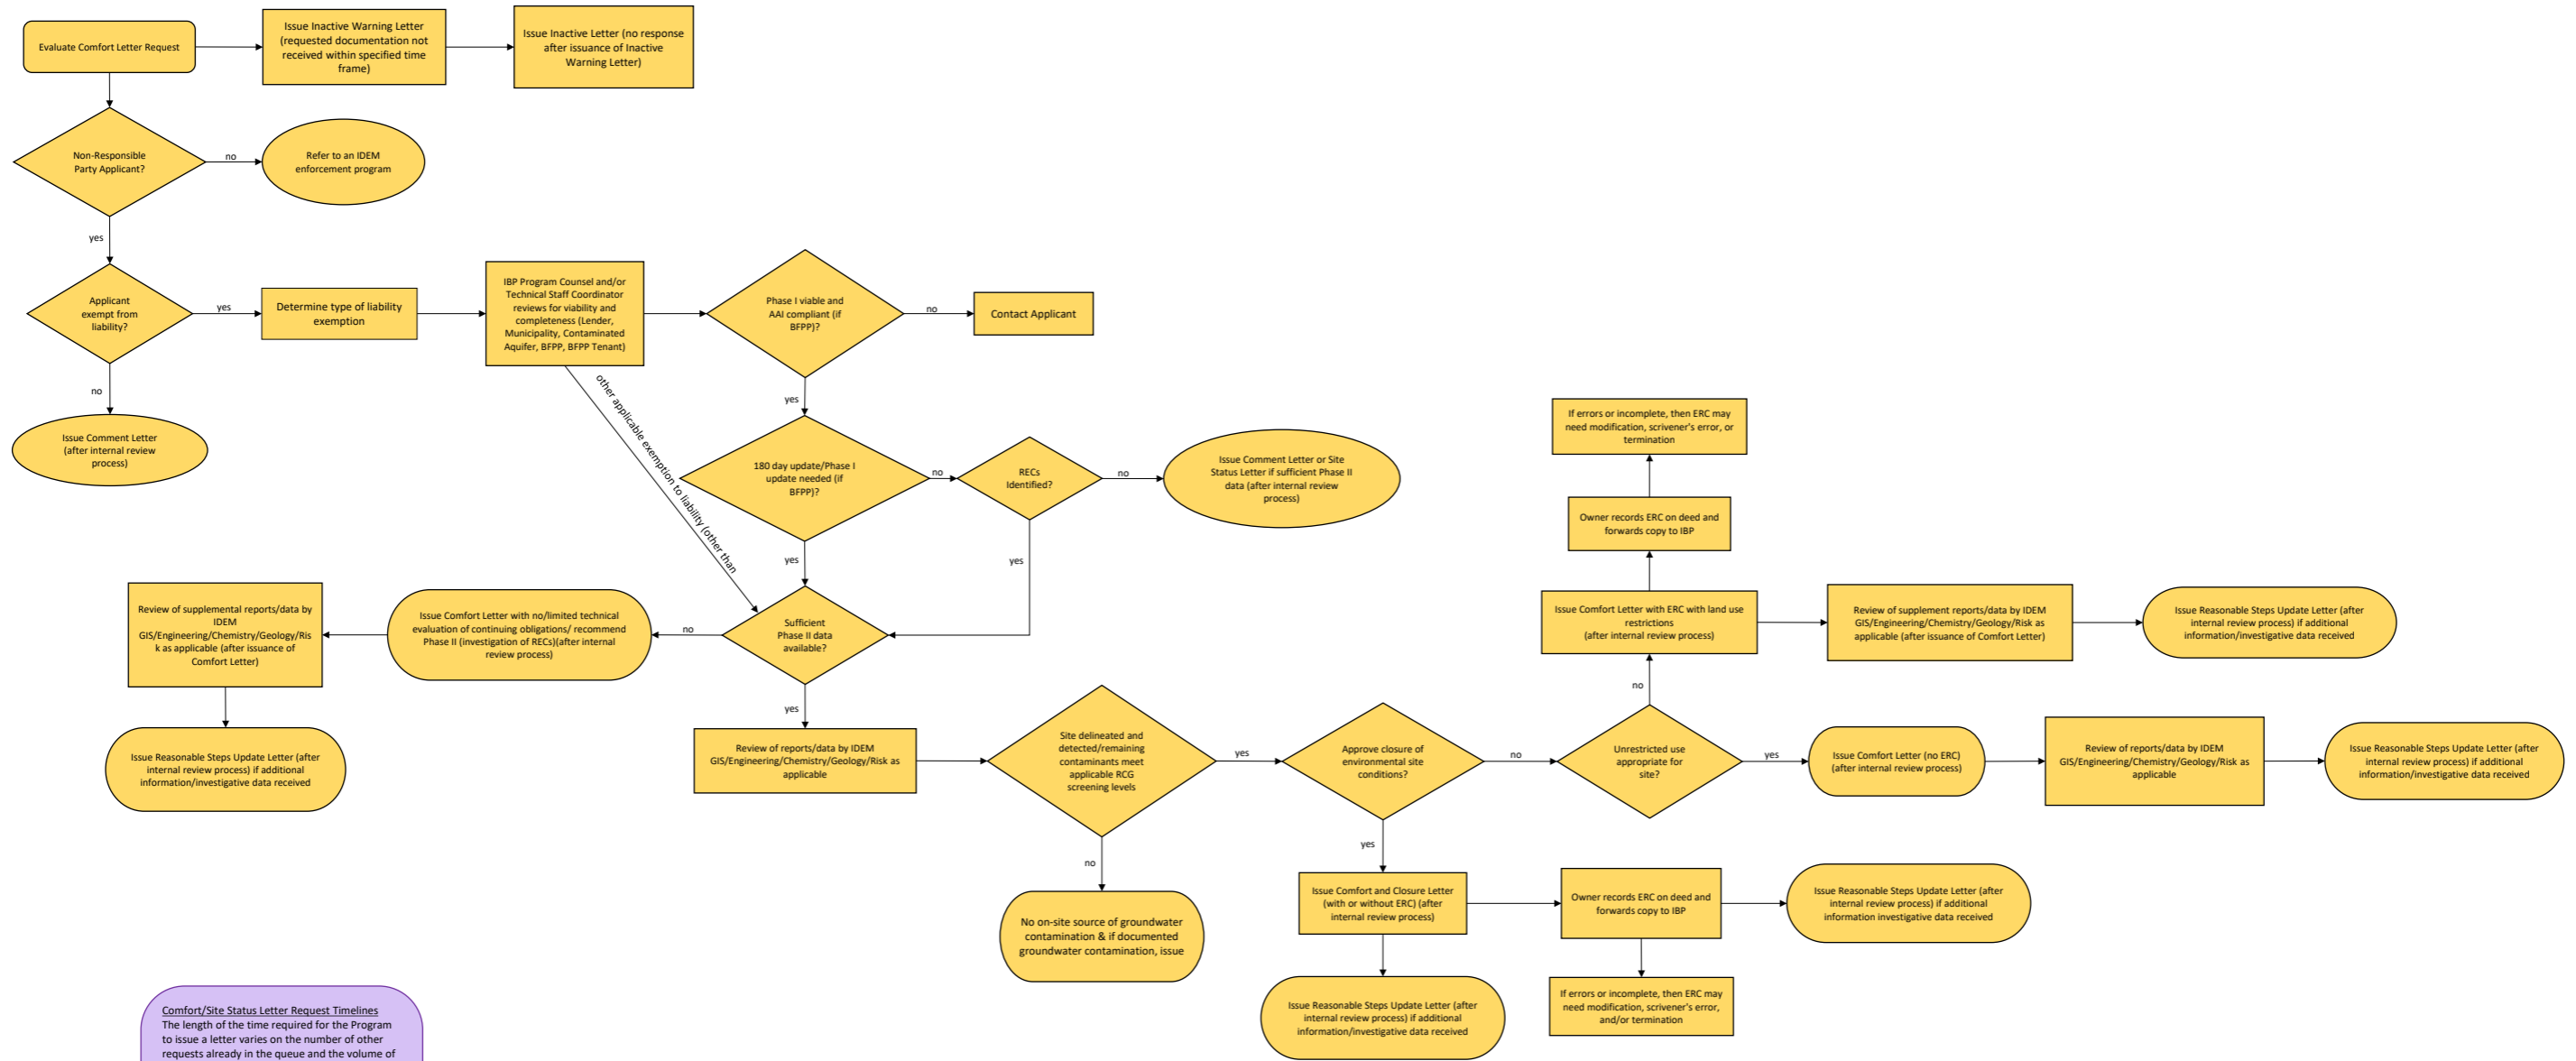 Evaluate Comfort Letter Request
Issue Inactive Warning Letter
(requested documentation not
received within specified time
frame)
Issue Inactive Letter (no response
after issuance of Inactive
Warning Letter)
Non-Responsible
Party Applicant?
no
Refer to an IDEM
enforcement program
yes
Applicant
exempt from
liability?
yes
Determine type of liability
exemption
IBP Program Counsel and/or
Technical Staff Coordinator
reviews for viability and
completeness (Lender,
Municipality, Contaminated
Aquifer, BFPP, BFPP Tenant)
Phase I viable and
AAI compliant (if
BFPP)?
no
Contact Applicant
no
Issue Comment Letter
(after internal review
process)
other applicable exemption to liability (other than
yes
180 day update/Phase I
update needed (if
BFPP)?
no
RECs
Identified?
no
Issue Comment Letter or Site
Status Letter if sufficient Phase II
data (after internal review
process)
yes
yes
If errors or incomplete, then ERC may
need modification, scrivener's error, or
termination
Owner records ERC on deed and
forwards copy to IBP
Review of supplemental reports/data by
IDEM
GIS/Engineering/Chemistry/Geology/Ris
k as applicable (after issuance of
Comfort Letter)
Issue Comfort Letter with no/limited technical
evaluation of continuing obligations/ recommend
Phase II (investigation of RECs)(after internal
review process)
no
Sufficient
Phase II data
available?
Issue Comfort Letter with ERC with land use
restrictions
(after internal review process)
Review of supplement reports/data by IDEM
GIS/Engineering/Chemistry/Geology/Risk as
applicable (after issuance of Comfort Letter)
Issue Reasonable Steps Update Letter (after
internal review process) if additional
information/investigative data received
Issue Reasonable Steps Update Letter (after
internal review process) if additional
information/investigative data received
yes
Review of reports/data by IDEM
GIS/Engineering/Chemistry/Geology/Risk as
applicable
Site delineated and
detected/remaining
contaminants meet
applicable RCG
screening levels
yes
Approve closure of
environmental site
conditions?
no
no
Unrestricted use
appropriate for
site?
yes
Issue Comfort Letter (no ERC)
(after internal review process)
Review of reports/data by IDEM
GIS/Engineering/Chemistry/Geology/Risk as
applicable
Issue Reasonable Steps Update Letter (after
internal review process) if additional
information/investigative data received
no
No on-site source of groundwater
contamination & if documented
groundwater contamination, issue
yes
Issue Comfort and Closure Letter
(with or without ERC) (after
internal review process)
Owner records ERC on deed and
forwards copy to IBP
Issue Reasonable Steps Update Letter (after
internal review process) if additional
information investigative data received
Issue Reasonable Steps Update Letter (after
internal review process) if additional
information/investigative data received
If errors or incomplete, then ERC may
need modification, scrivener's error,
and/or termination
Comfort/Site Status Letter Request Timelines
The length of the time required for the Program
to issue a letter varies on the number of other
requests already in the queue and the volume of